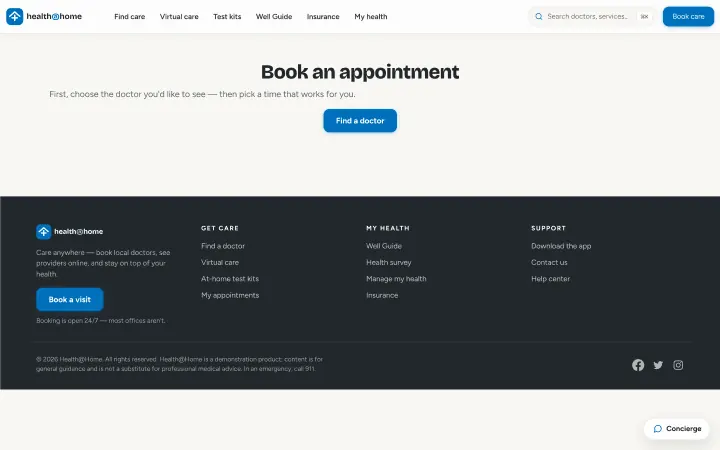 health@home
Find care
Virtual care
Test kits
Well Guide
Insurance
My health
Search doctors, services…
⌘K
Book care
Book an appointment
First, choose the doctor you'd like to see — then pick a time that works for you.
Find a doctor
health@home
Care anywhere — book local doctors, see
providers online, and stay on top of your
health.
Book a visit
Booking is open 24/7 — most offices aren't.
GET CARE
Find a doctor
Virtual care
At-home test kits
My appointments
MY HEALTH
Well Guide
Health survey
Manage my health
Insurance
SUPPORT
Download the app
Contact us
Help center
© 2026 Health@Home. All rights reserved. Health@Home is a demonstration product; content is for
general guidance and is not a substitute for professional medical advice. In an emergency, call 911.
Concierge